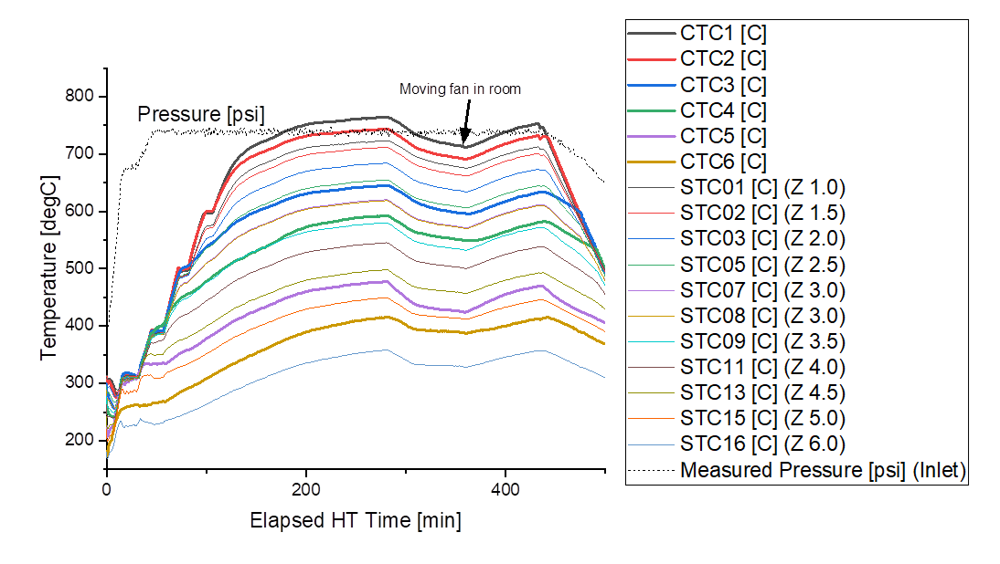 Moving fan in room
Pressure [psi]
Temperature [degC]
800
700
600
500
400
300
200
0
200
400
Elapsed HT Time [min]
CTC1 [C]
CTC2 [C]
CTC3 [C]
CTC4 [C]
CTC5 [C]
CTC6 [C]
STC01 [C] (Z 1.0)
STC02 [C] (Z 1.5)
STC03 [C] (Z 2.0)
STC05 [C] (Z 2.5)
STC07 [C] (Z 3.0)
STC08 [C] (Z 3.0)
STC09 [C] (Z 3.5)
STC11 [C] (Z 4.0)
STC13 [C] (Z 4.5)
STC15 [C] (Z 5.0)
STC16 [C] (Z 6.0)
Measured Pressure [psi] (Inlet)